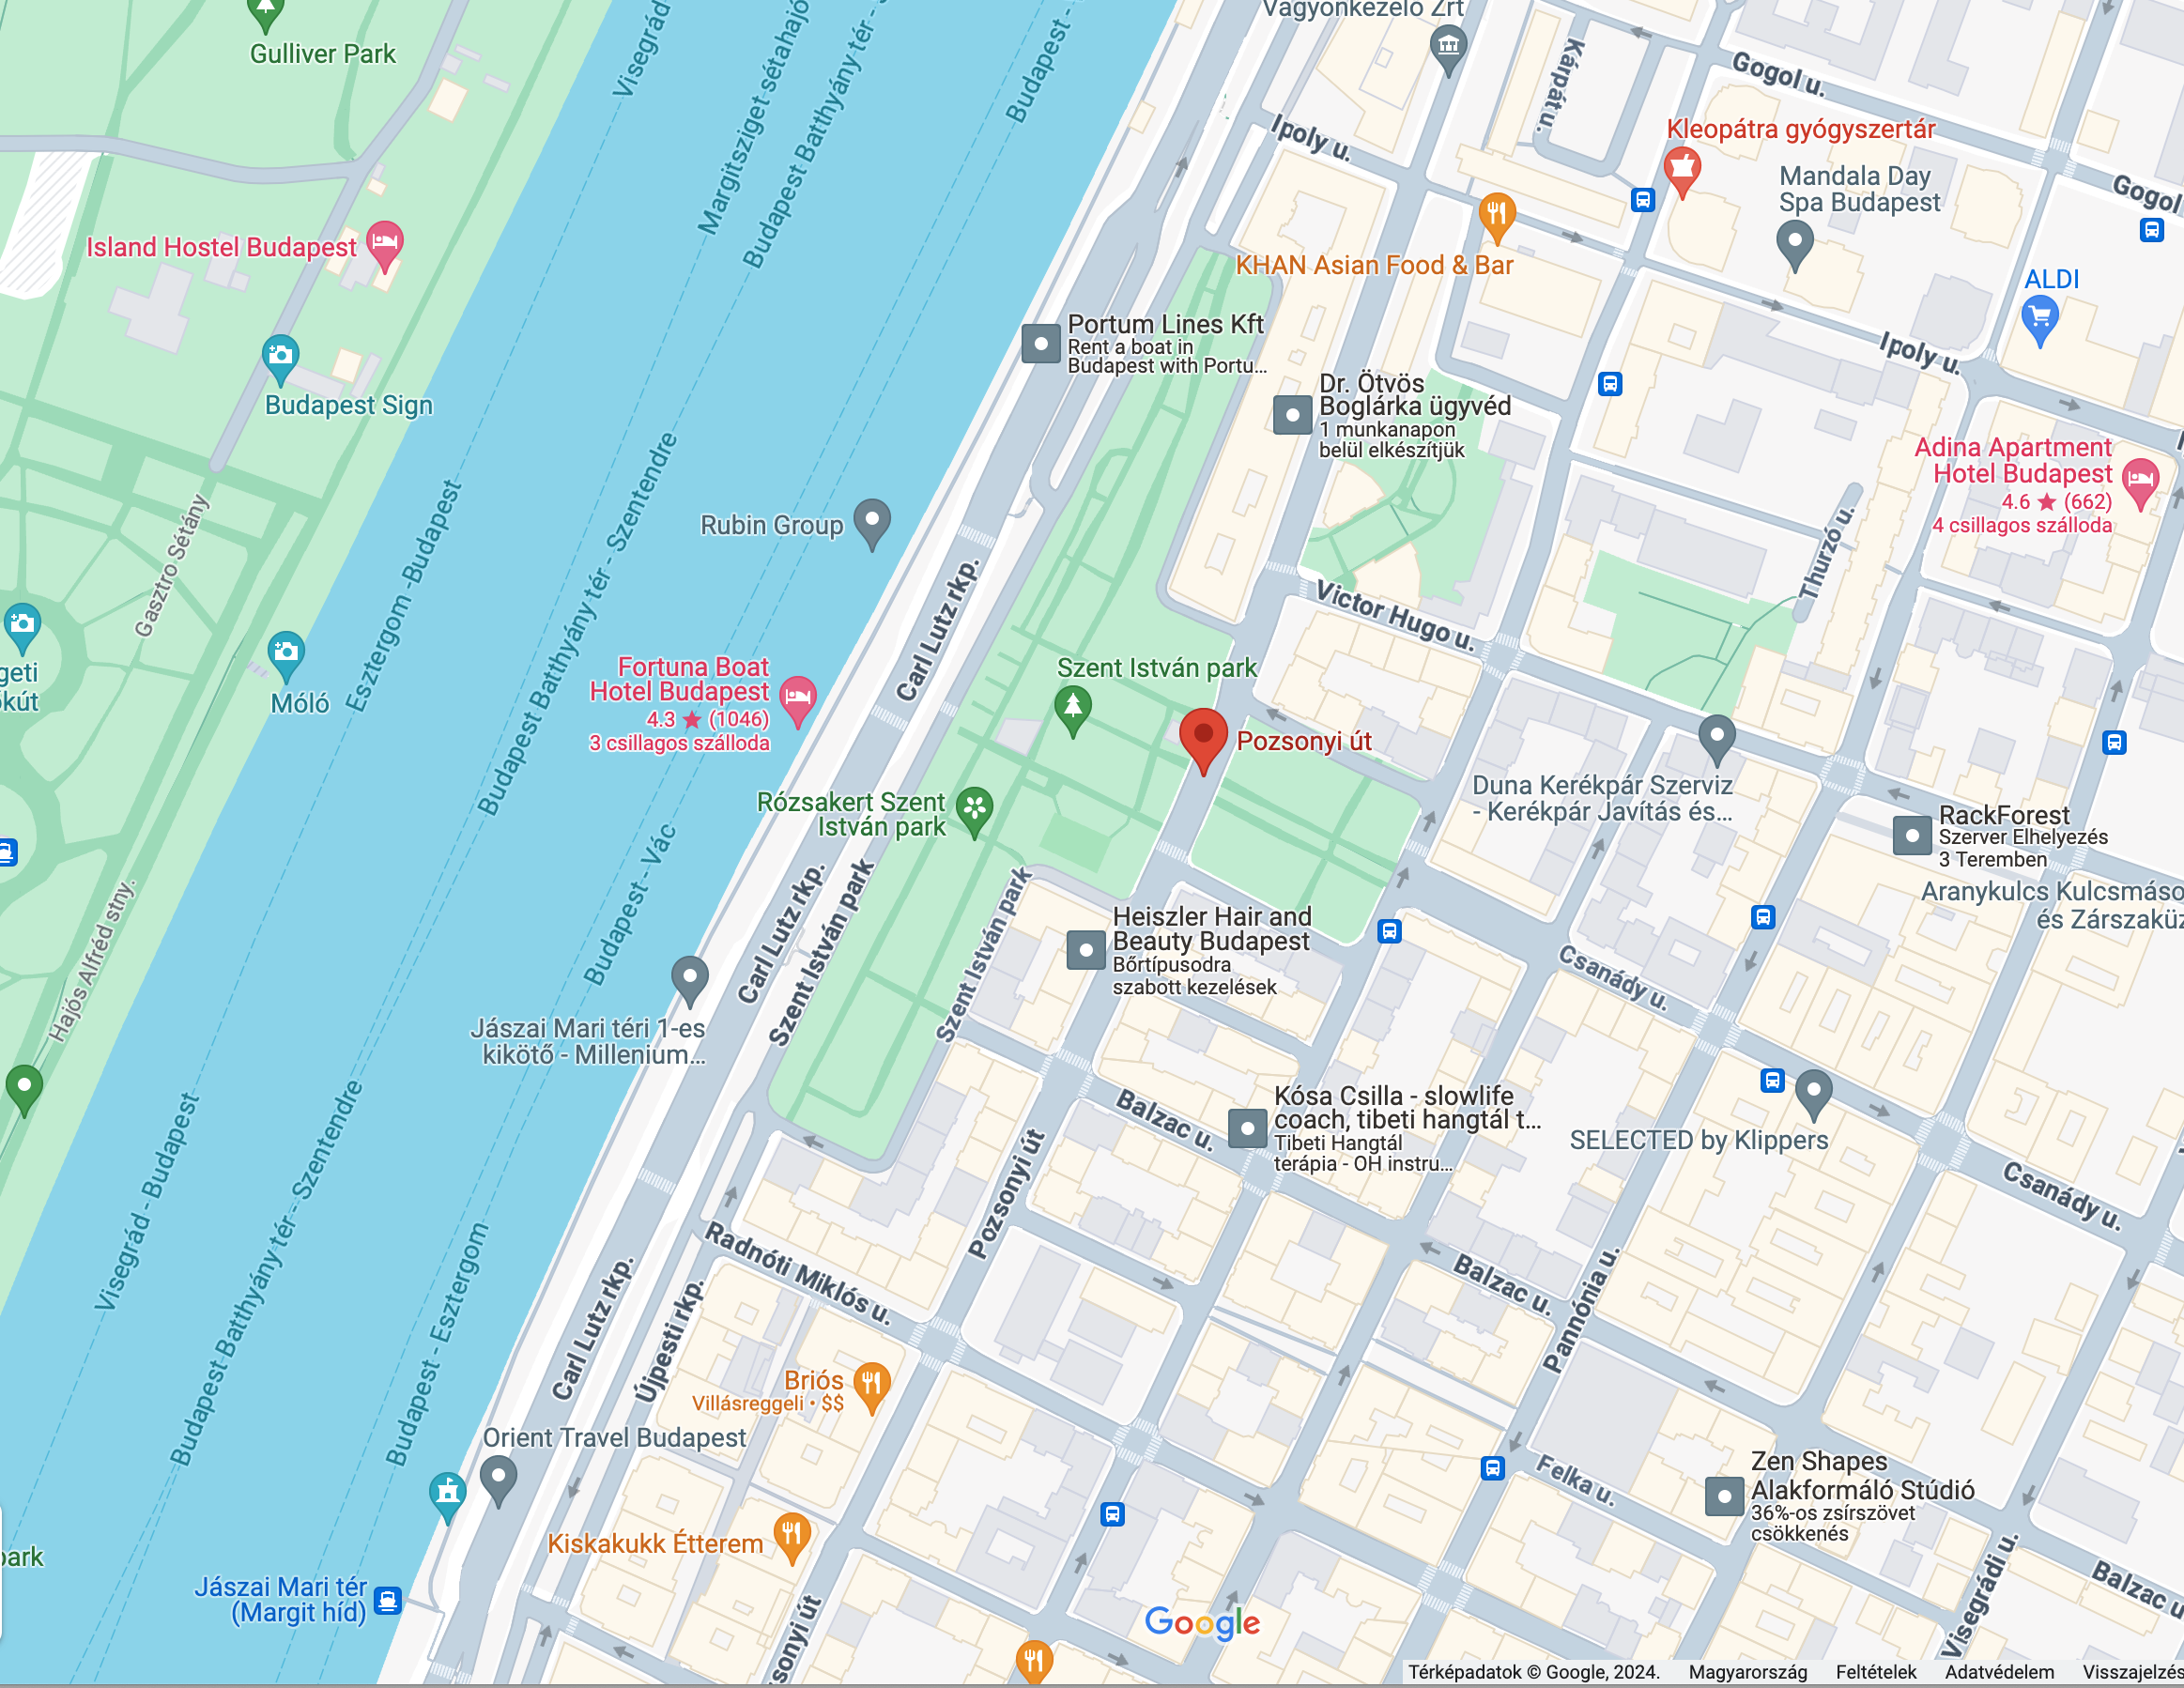 Vagyonkezelő Zrt
Gulliver Park
Visegrád
Margitsziget sétahajó
Budapest Batthyány tér -
Budapest -
Kárpát u.
Gogol u.
Ipoly u.
Kleopátra gyógyszertár
Mandala Day
Spa Budapest
Gogol
Island Hostel Budapest
KHAN Asian Food & Bar
ALDI
Portum Lines Kft
Rent a boat in
Budapest with Portu...
Ipoly u.
Budapest Sign
Dr. Ötvös
Boglárka ügyvéd
1 munkanapon
belül elkészítjük
Adina Apartment
Hotel Budapest
4.6 ★ (662)
4 csillagos szálloda
Gasztro Sétány
Esztergom -Budapest
Budapest Batthyány tér - Szentendre
Rubin Group
Carl Lutz rkp.
Thurzó u.
Victor Hugo u.
geti
őkút
Móló
Fortuna Boat
Hotel Budapest
4.3 ★ (1046)
3 csillagos szálloda
Szent István park
Pozsonyi út
Rózsakert Szent
István park
Duna Kerékpár Szerviz
- Kerékpár Javítás és...
RackForest
Szerver Elhelyezés
3 Teremben
Aranykulcs Kulcsmáso
és Zárszaküz
Hajós Alfréd stny.
Budapest - Vác
Carl Lutz rkp.
Szent István park
Szent István park
Heiszler Hair and
Beauty Budapest
Bőrtípusodra
szabott kezelések
Csanády u.
Jászai Mari téri 1-es
kikötő - Millenium...
Balzac u.
Kósa Csilla - slowlife
coach, tibeti hangtál t...
Tibeti Hangtál
terápia - OH instru...
SELECTED by Klippers
Csanády u.
Visegrád - Budapest
Budapest Batthyány tér - Szentendre
Budapest - Esztergom
Pozsonyi út
Radnóti Miklós u.
Carl Lutz rkp.
Újpesti rkp.
Balzac u.
Pannónia u.
Briós
Villásreggeli • $$
Orient Travel Budapest
Felka u.
Zen Shapes
Alakformáló Stúdió
36%-os zsírszövet
csökkenés
Kiskakukk Étterem
park
Jászai Mari tér
(Margit híd)
sonyi út
Visegrádi u.
Balzac u
Google
Térképadatok © Google, 2024. Magyarország Feltételek Adatvédelem Visszajelzés